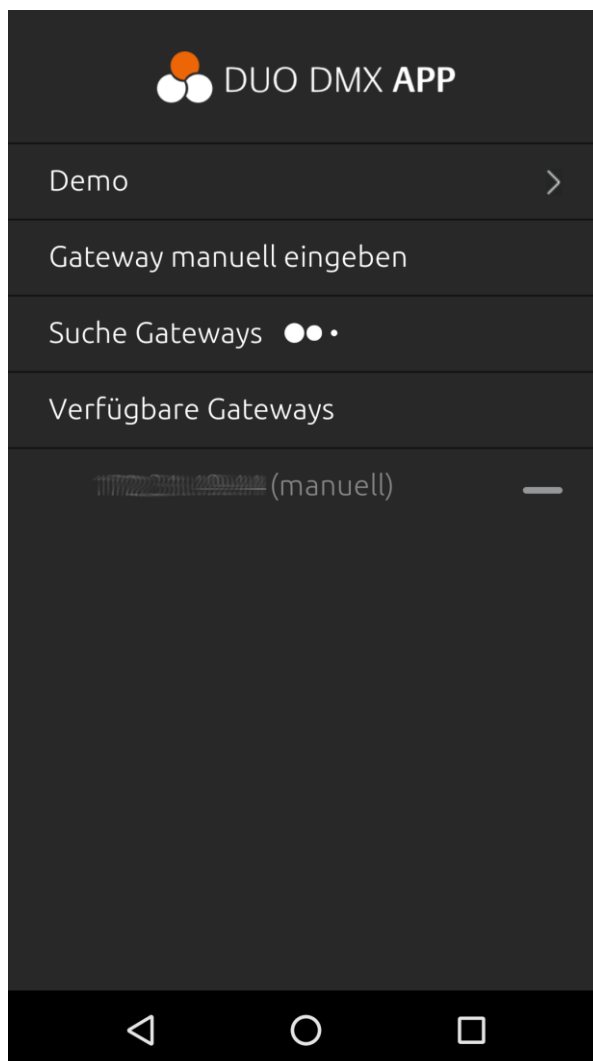 DUO DMX APP
Demo
Gateway manuell eingeben
Suche Gateways
Verfügbare Gateways
(manuell)